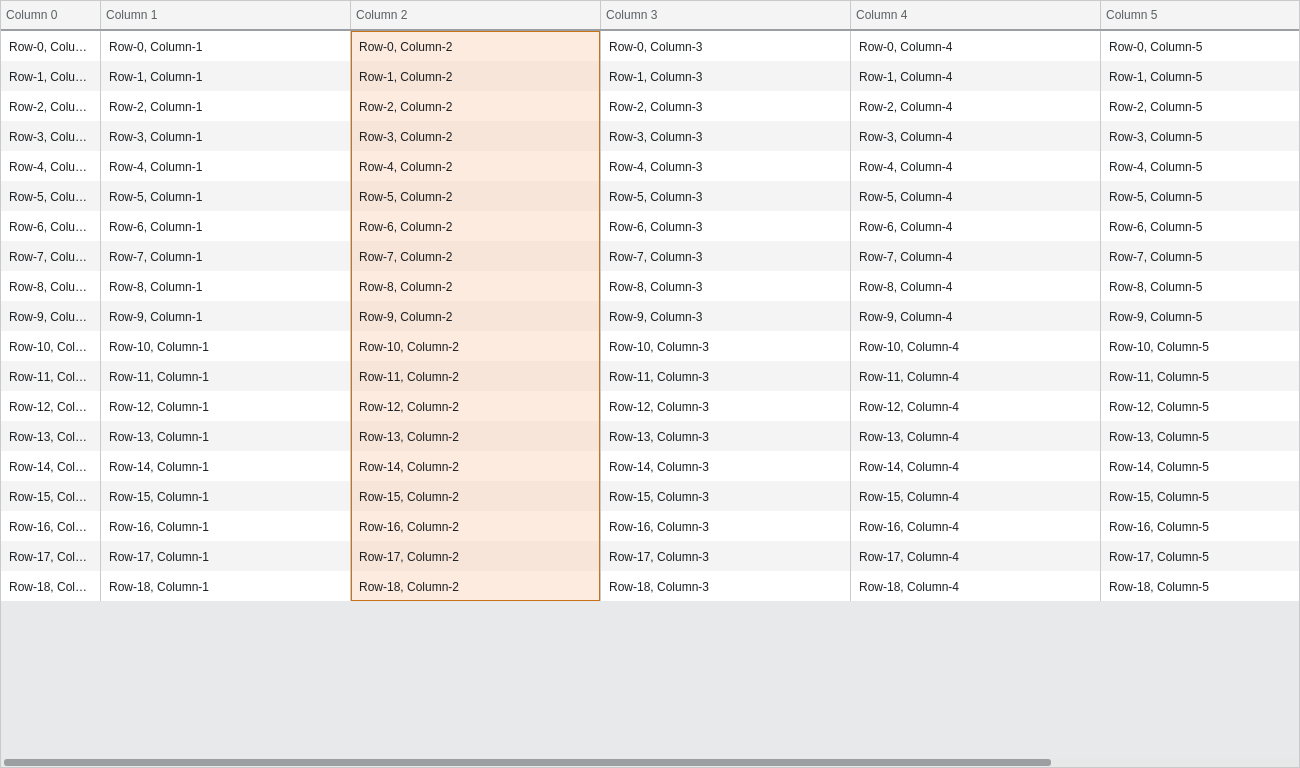 Column 0 Column 1 Column 2 Column 3 Column 4 Column 5
Row-0, Colu… Row-0, Column-1 Row-0, Column-2 Row-0, Column-3 Row-0, Column-4 Row-0, Column-5
Row-1, Colu… Row-1, Column-1 Row-1, Column-2 Row-1, Column-3 Row-1, Column-4 Row-1, Column-5
Row-2, Colu… Row-2, Column-1 Row-2, Column-2 Row-2, Column-3 Row-2, Column-4 Row-2, Column-5
Row-3, Colu… Row-3, Column-1 Row-3, Column-2 Row-3, Column-3 Row-3, Column-4 Row-3, Column-5
Row-4, Colu… Row-4, Column-1 Row-4, Column-2 Row-4, Column-3 Row-4, Column-4 Row-4, Column-5
Row-5, Colu… Row-5, Column-1 Row-5, Column-2 Row-5, Column-3 Row-5, Column-4 Row-5, Column-5
Row-6, Colu… Row-6, Column-1 Row-6, Column-2 Row-6, Column-3 Row-6, Column-4 Row-6, Column-5
Row-7, Colu… Row-7, Column-1 Row-7, Column-2 Row-7, Column-3 Row-7, Column-4 Row-7, Column-5
Row-8, Colu… Row-8, Column-1 Row-8, Column-2 Row-8, Column-3 Row-8, Column-4 Row-8, Column-5
Row-9, Colu… Row-9, Column-1 Row-9, Column-2 Row-9, Column-3 Row-9, Column-4 Row-9, Column-5
Row-10, Col… Row-10, Column-1 Row-10, Column-2 Row-10, Column-3 Row-10, Column-4 Row-10, Column-5
Row-11, Col… Row-11, Column-1 Row-11, Column-2 Row-11, Column-3 Row-11, Column-4 Row-11, Column-5
Row-12, Col… Row-12, Column-1 Row-12, Column-2 Row-12, Column-3 Row-12, Column-4 Row-12, Column-5
Row-13, Col… Row-13, Column-1 Row-13, Column-2 Row-13, Column-3 Row-13, Column-4 Row-13, Column-5
Row-14, Col… Row-14, Column-1 Row-14, Column-2 Row-14, Column-3 Row-14, Column-4 Row-14, Column-5
Row-15, Col… Row-15, Column-1 Row-15, Column-2 Row-15, Column-3 Row-15, Column-4 Row-15, Column-5
Row-16, Col… Row-16, Column-1 Row-16, Column-2 Row-16, Column-3 Row-16, Column-4 Row-16, Column-5
Row-17, Col… Row-17, Column-1 Row-17, Column-2 Row-17, Column-3 Row-17, Column-4 Row-17, Column-5
Row-18, Col… Row-18, Column-1 Row-18, Column-2 Row-18, Column-3 Row-18, Column-4 Row-18, Column-5